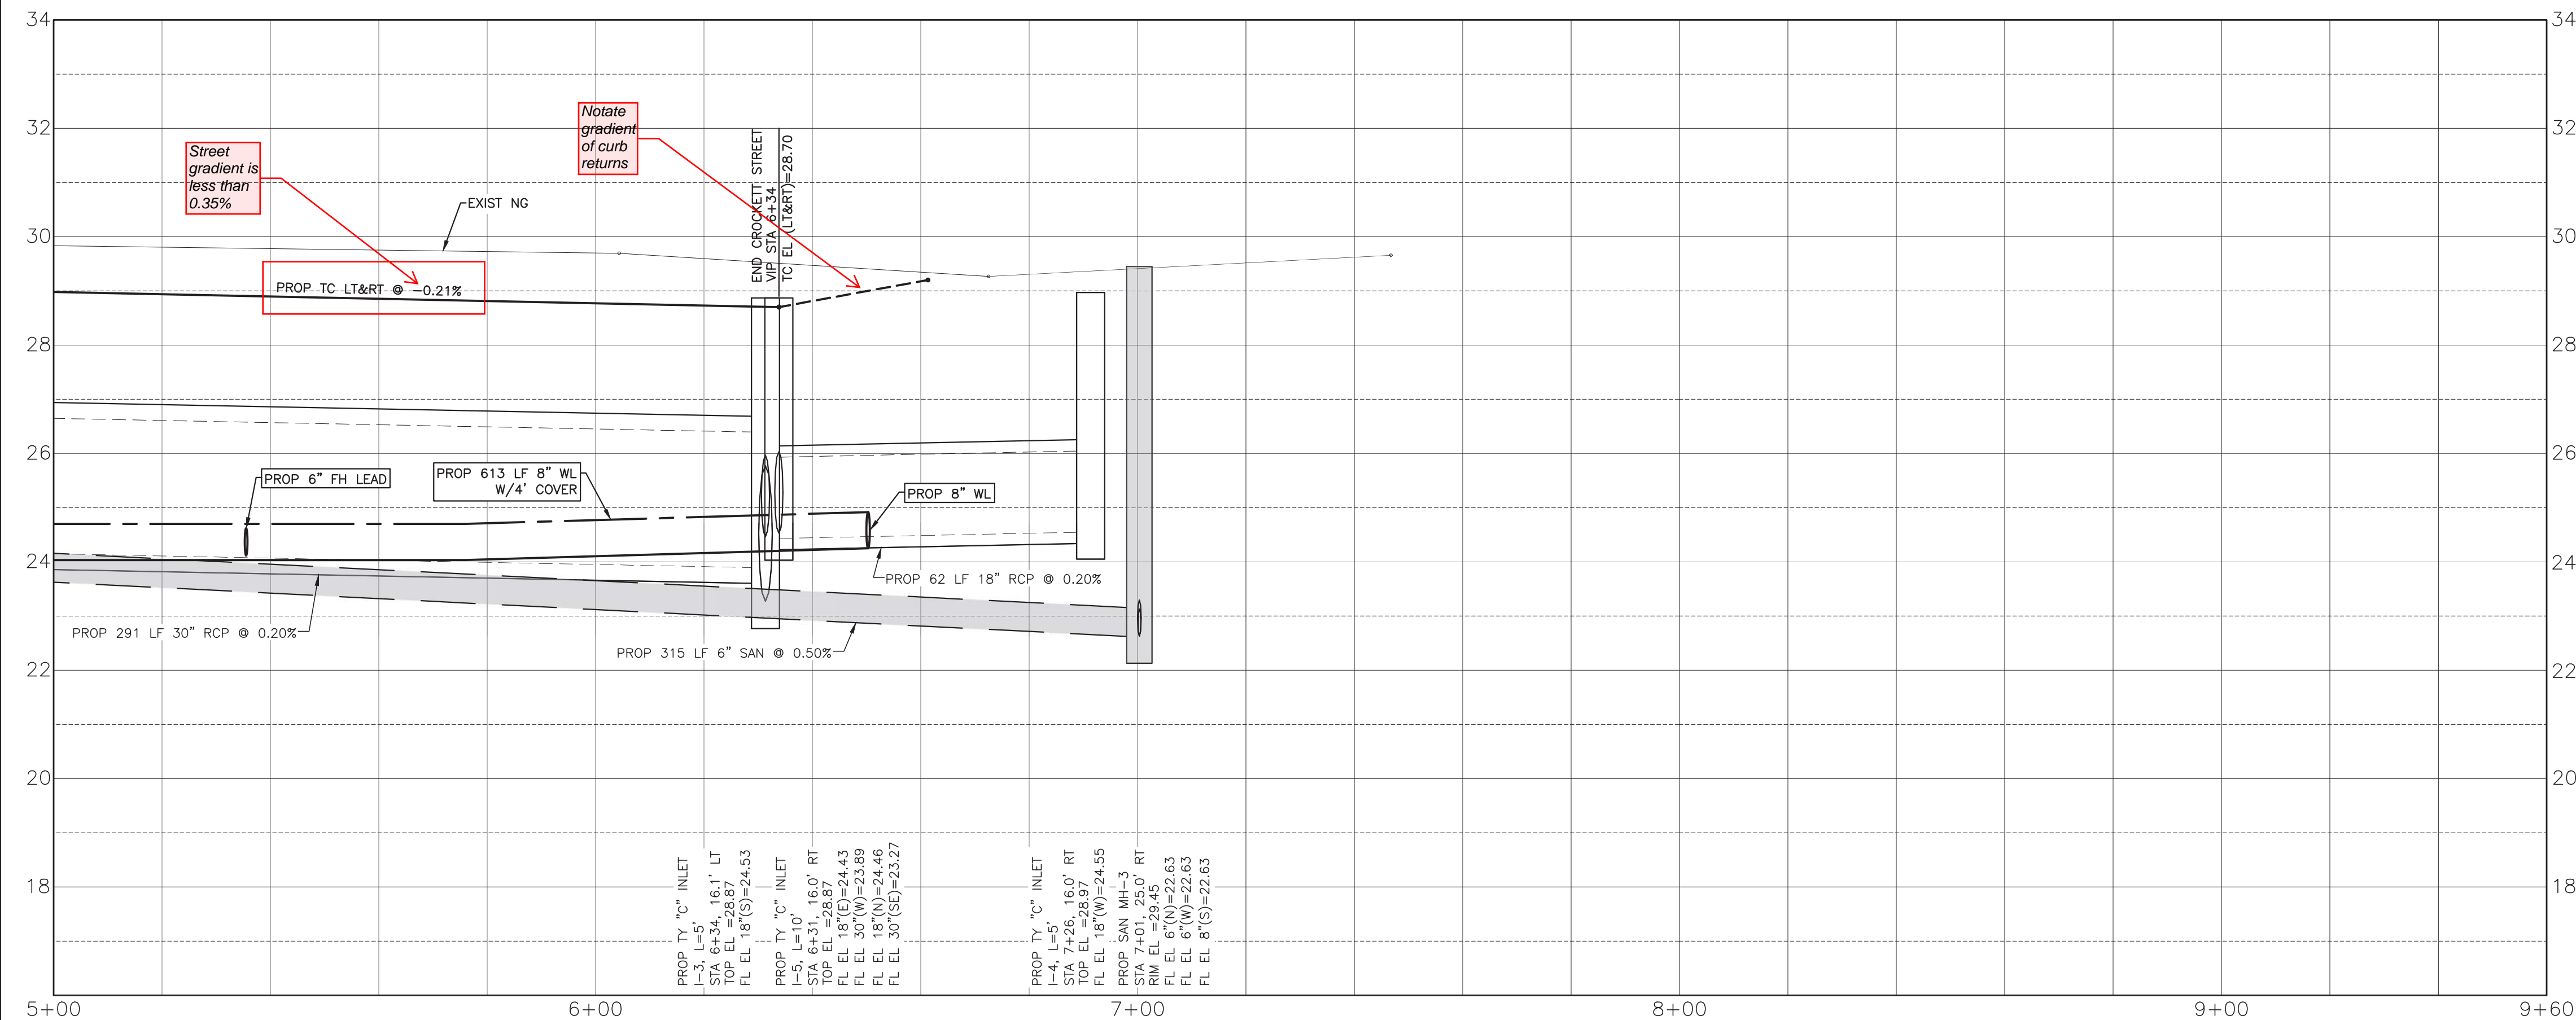 34
34
32
32
30
30
28
28
26
26
24
24
22
22
20
20
18
18
5+00
6+00
7+00
8+00
9+00
9+60
Street
gradient is
less than
0.35%
Notate
gradient
of curb
returns
EXIST NG
PROP TC LT&RT @ -0.21%
END CROCKETT STREET
VIP STA 6+34
TC EL (LT&RT)=28.70
PROP 6" FH LEAD
PROP 613 LF 8" WL
W/4' COVER
PROP 8" WL
PROP 62 LF 18" RCP @ 0.20%
PROP 291 LF 30" RCP @ 0.20%
PROP 315 LF 6" SAN @ 0.50%
PROP TY "C" INLET
I-3, L=5'
STA 6+34, 16.1' LT
TOP EL =28.87
FL EL 18"(S)=24.53
PROP TY "C" INLET
I-5, L=10'
STA 6+31, 16.0' RT
TOP EL =28.87
FL EL 18"(E)=24.43
FL EL 30"(W)=23.89
FL EL 18"(N)=24.46
FL EL 30"(SE)=23.27
PROP TY "C" INLET
I-4, L=5'
STA 7+26, 16.0' RT
TOP EL =28.97
FL EL 18"(W)=24.55
PROP SAN MH-3
STA 7+01, 25.0' RT
RIM EL =29.45
FL EL 6"(N)=22.63
FL EL 6"(W)=22.63
FL EL 8"(S)=22.63